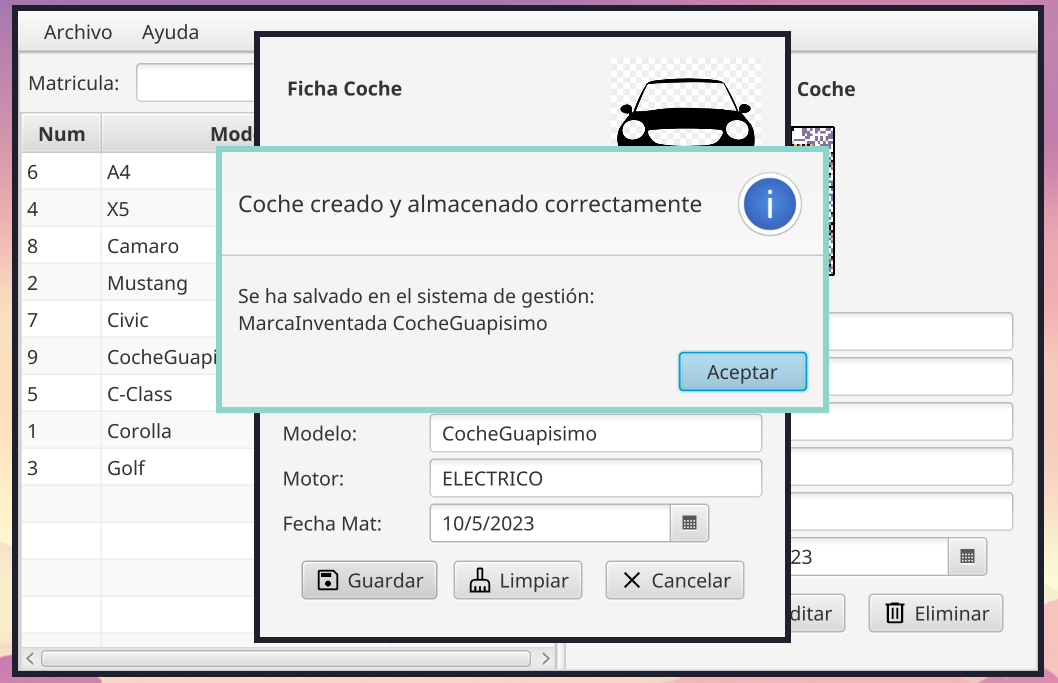 Archivo Ayuda
Matricula:
Num Mod
6 A4
4 X5
8 Camaro
2 Mustang
7 Civic
9 CocheGuapi
5 C-Class
1 Corolla
3 Golf
Ficha Coche
Coche creado y almacenado correctamente
i
Se ha salvado en el sistema de gestión:
MarcaInventada CocheGuapisimo
Aceptar
Modelo: CocheGuapisimo
Motor: ELECTRICO
Fecha Mat: 10/5/2023
Guardar Limpiar Cancelar
Coche
23
ditar Eliminar